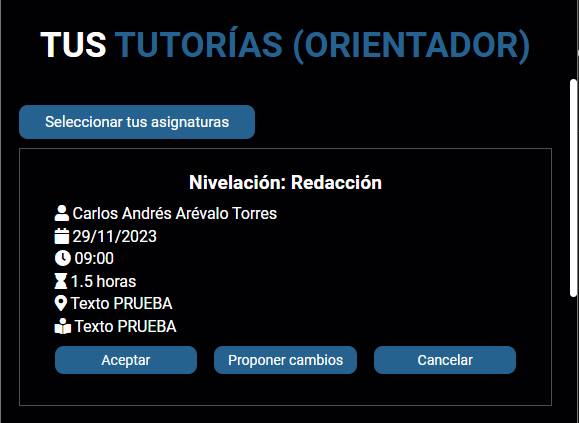 TUS TUTORÍAS (ORIENTADOR)
Seleccionar tus asignaturas
Nivelación: Redacción
Carlos Andrés Arévalo Torres
29/11/2023
09:00
1.5 horas
Texto PRUEBA
Texto PRUEBA
Aceptar Proponer cambios Cancelar